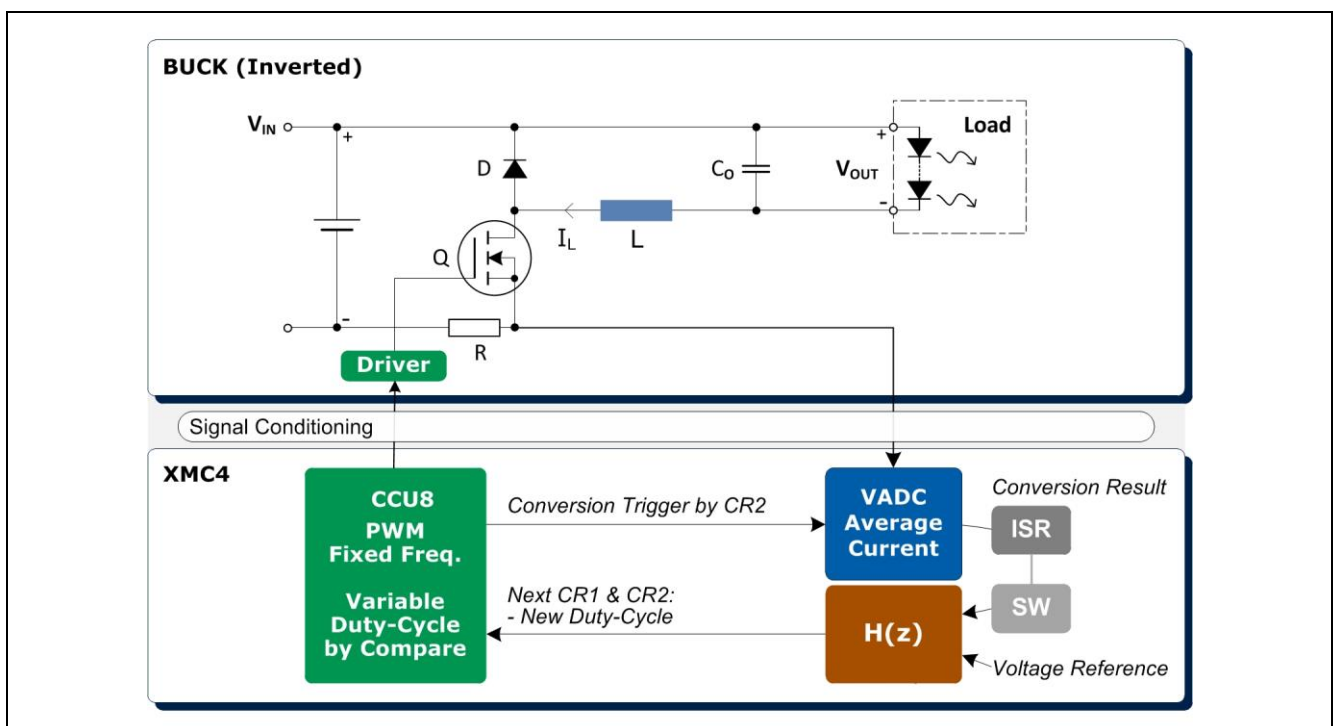 BUCK (Inverted)
VIN
+
Load
+
D
CO
VOUT
-
IL
L
Q
-
R
Driver
Signal Conditioning
XMC4
CCU8
PWM
Fixed Freq.
Variable
Duty-Cycle
by Compare
Conversion Trigger by CR2
Next CR1 & CR2:
- New Duty-Cycle
VADC
Average
Current
H(z)
Conversion Result
ISR
SW
Voltage Reference